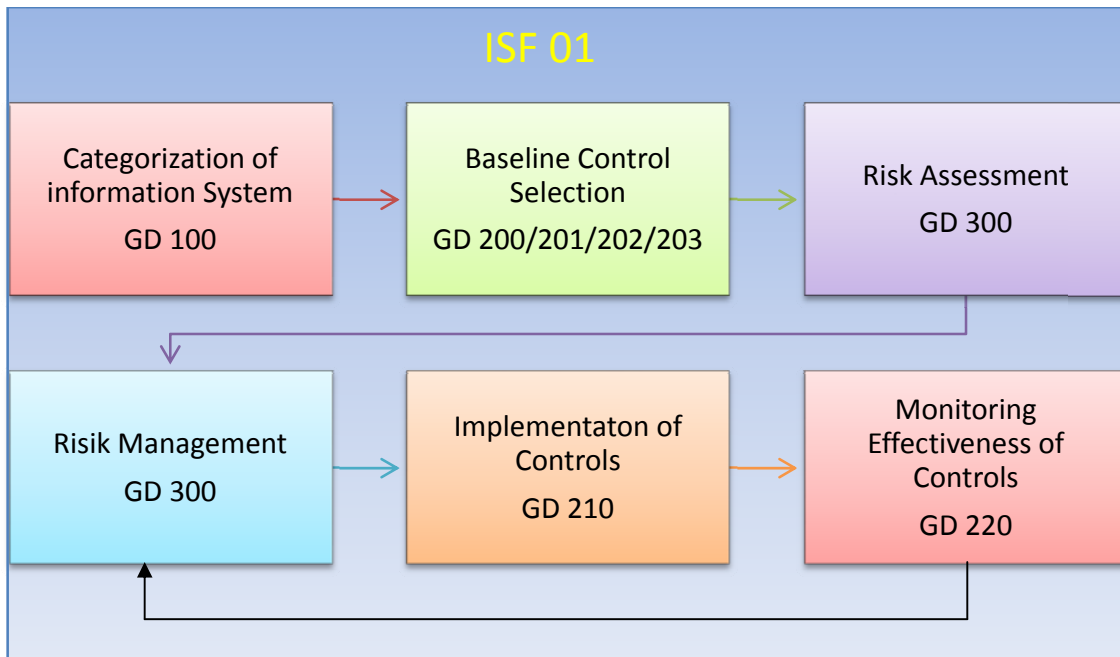 ISF 01
Categorization of
information System
GD 100
Baseline Control
Selection
GD 200/201/202/203
Risk Assessment
GD 300
Risik Management
GD 300
Implementaton of
Controls
GD 210
Monitoring
Effectiveness of
Controls
GD 220